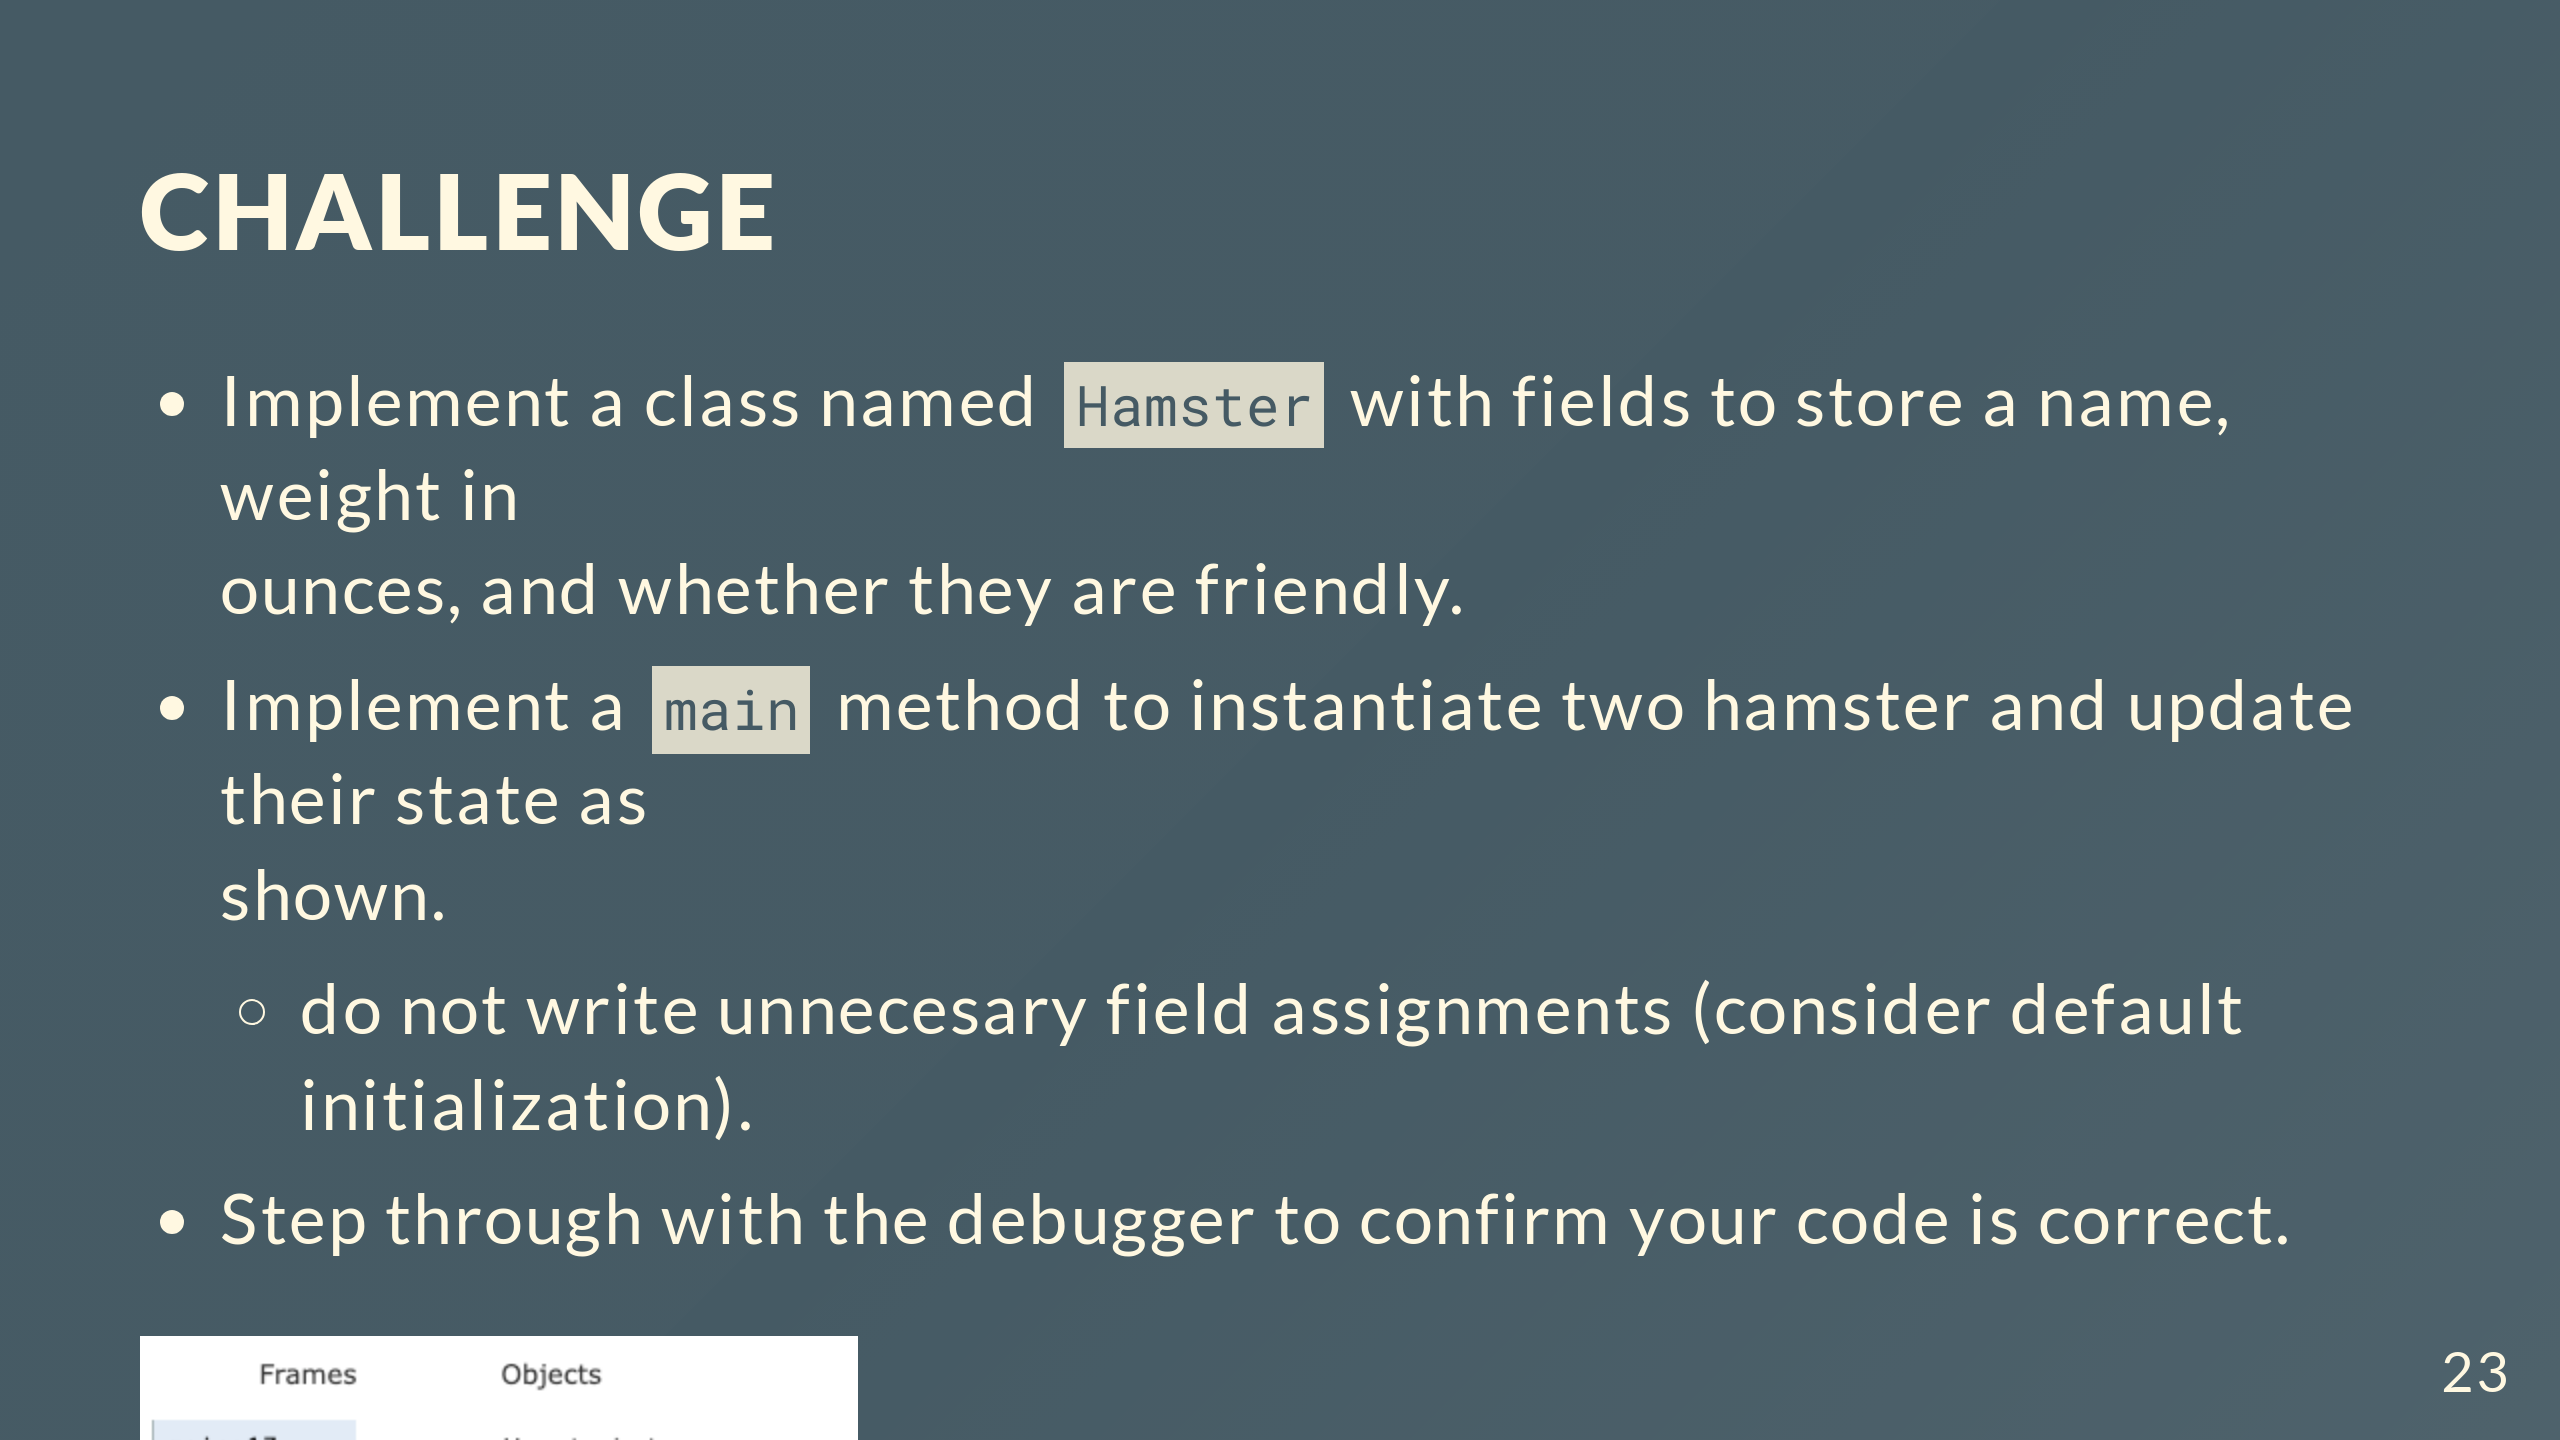 CHALLENGE
Implement a class named Hamster with fields to store a name,
weight in
ounces, and whether they are friendly.
Implement a main method to instantiate two hamster and update
their state as
shown.
do not write unnecesary field assignments (consider default
initialization).
Step through with the debugger to confirm your code is correct.
Frames Objects
23